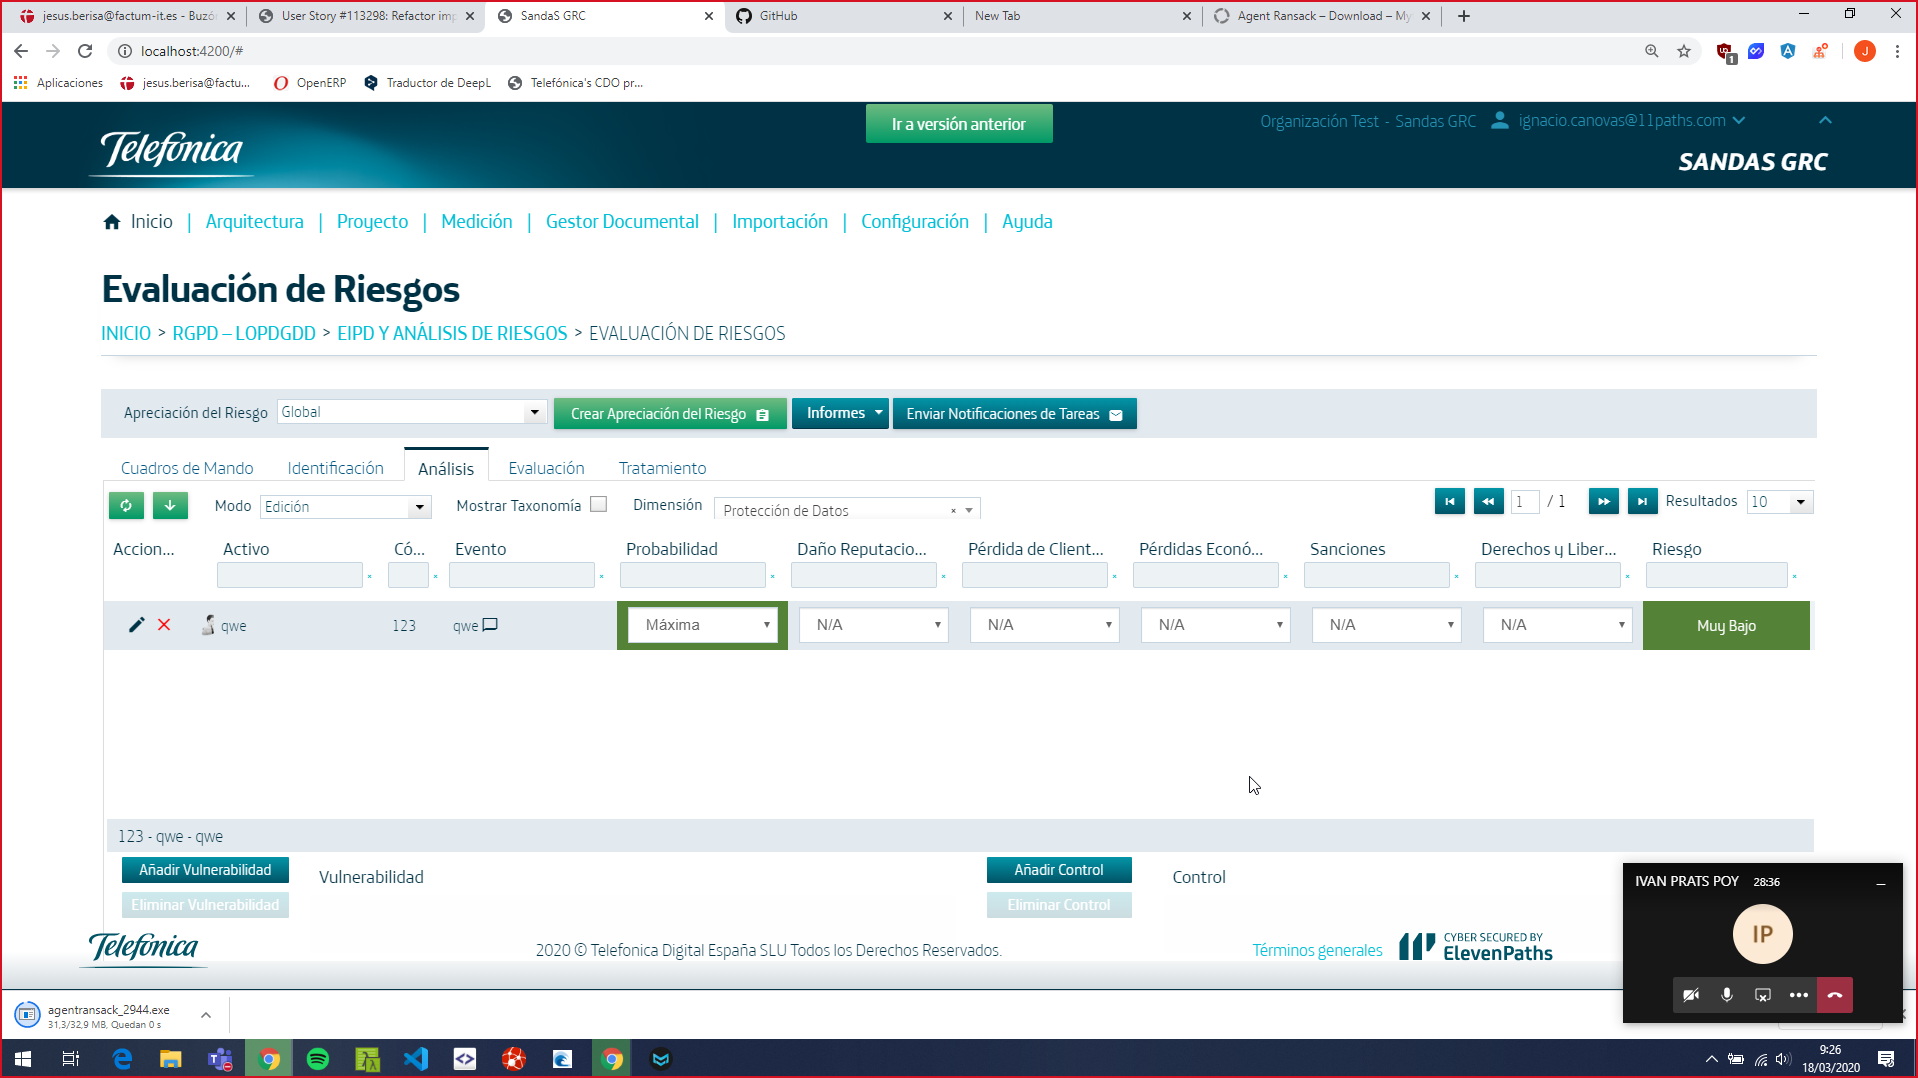 jesus.berisa@factum-it.es - Buzó
User Story #113298: Refactor imp
SandaS GRC
GitHub
New Tab
Agent Ransack – Download – My
localhost:4200/#
1
J
Aplicaciones
jesus.berisa@factu...
OpenERP
Traductor de DeepL
Telefónica's CDO pr...
Telefónica
Ir a versión anterior
Organización Test - Sandas GRC
ignacio.canovas@11paths.com
SANDAS GRC
Inicio | Arquitectura | Proyecto | Medición | Gestor Documental | Importación | Configuración | Ayuda
Evaluación de Riesgos
INICIO > RGPD – LOPDGDD > EIPD Y ANÁLISIS DE RIESGOS > EVALUACIÓN DE RIESGOS
Apreciación del Riesgo
Global
Crear Apreciación del Riesgo
Informes
Enviar Notificaciones de Tareas
Cuadros de Mando
Identificación
Análisis
Evaluación
Tratamiento
Modo
Edición
Mostrar Taxonomía
Dimensión
Protección de Datos
×
1
/ 1
Resultados
10
Accion...
Activo
Có...
Evento
Probabilidad
Daño Reputacio...
Pérdida de Client...
Pérdidas Econó...
Sanciones
Derechos y Liber...
Riesgo
qwe
123
qwe
Máxima
N/A
N/A
N/A
N/A
N/A
Muy Bajo
123 - qwe - qwe
Añadir Vulnerabilidad
Vulnerabilidad
Eliminar Vulnerabilidad
Añadir Control
Control
Eliminar Control
IVAN PRATS POY
28:36
IP
Telefónica
2020 © Telefonica Digital España SLU Todos los Derechos Reservados.
Términos generales
CYBER SECURED BY
ElevenPaths
agentransack_2944.exe
31,3/32,9 MB, Quedan 0 s
9:26
18/03/2020